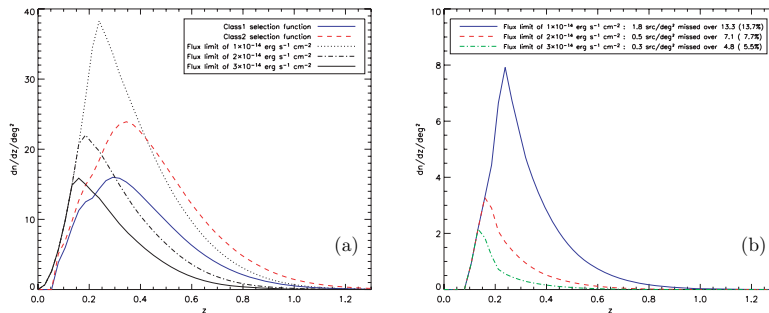 Class1 selection function
Class2 selection function
Flux limit of 1×10⁻¹⁴ erg s⁻¹ cm⁻²
Flux limit of 2×10⁻¹⁴ erg s⁻¹ cm⁻²
Flux limit of 3×10⁻¹⁴ erg s⁻¹ cm⁻²
40
30
20
10
0
dn/dz/deg²
(a)
0.0 0.2 0.4 0.6 0.8 1.0 1.2
z
Flux limit of 1×10⁻¹⁴ erg s⁻¹ cm⁻² : 1.8 src/deg² missed over 13.3 (13.7%)
Flux limit of 2×10⁻¹⁴ erg s⁻¹ cm⁻² : 0.5 src/deg² missed over 7.1 ( 7.7%)
Flux limit of 3×10⁻¹⁴ erg s⁻¹ cm⁻² : 0.3 src/deg² missed over 4.8 ( 5.5%)
8
6
4
2
0
dn/dz/deg²
(b)
0.0 0.2 0.4 0.6 0.8 1.0 1.2
z